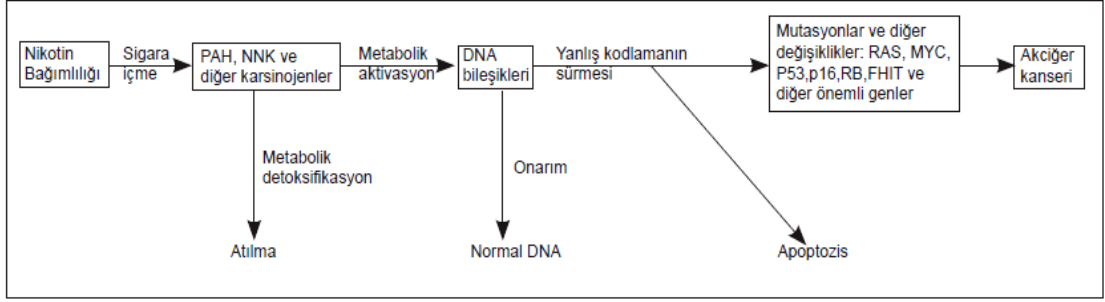 Nikotin
Bağımlılığı
Sigara
içme
PAH, NNK ve
diğer karsinojenler
Metabolik
aktivasyon
DNA
bileşikleri
Yanlış kodlamanın
sürmesi
Mutasyonlar ve diğer
değişiklikler: RAS, MYC,
P53,p16,RB,FHIT ve
diğer önemli genler
Akciğer
kanseri
Metabolik
detoksifikasyon
Onarım
Atılma
Normal DNA
Apoptozis